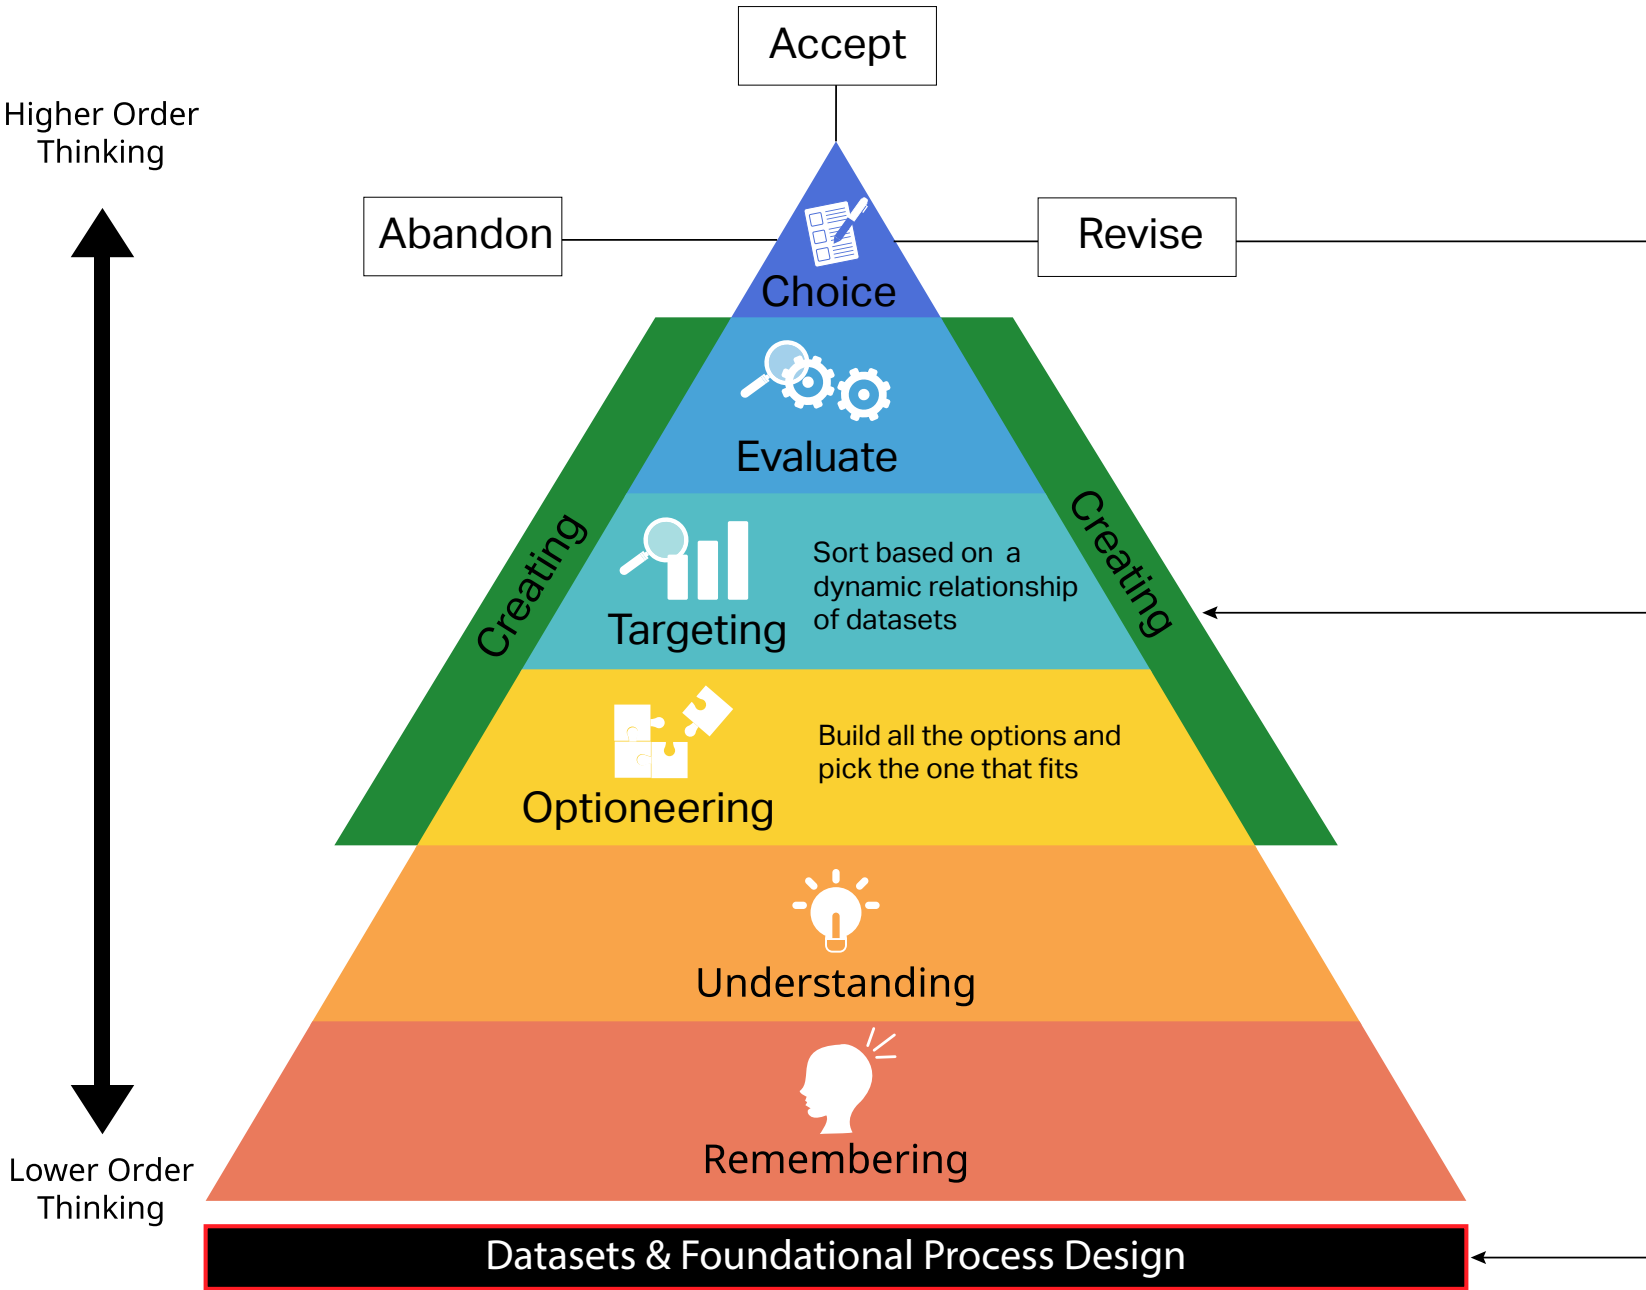 Accept
Higher Order
Thinking
Abandon
Revise
Choice
Evaluate
Creating
Creating
Targeting
Sort based on a
dynamic relationship
of datasets
Optioneering
Build all the options and
pick the one that fits
Understanding
Remembering
Lower Order
Thinking
Datasets & Foundational Process Design